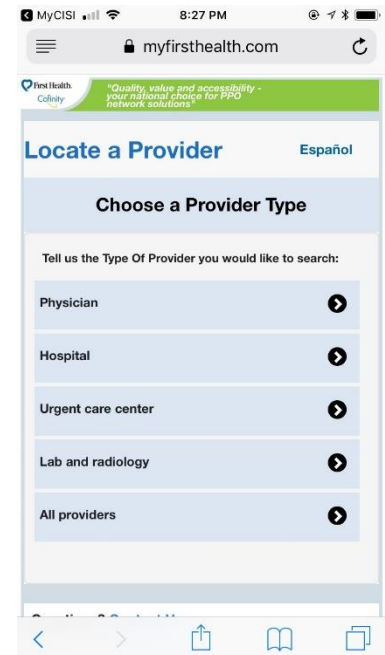 MyCISI 8:27 PM
myfirsthealth.com
First Health.
Cofinity
"Quality, value and accessibility -
your national choice for PPO
network solutions"
Locate a Provider
Español
Choose a Provider Type
Tell us the Type Of Provider you would like to search:
Physician
Hospital
Urgent care center
Lab and radiology
All providers